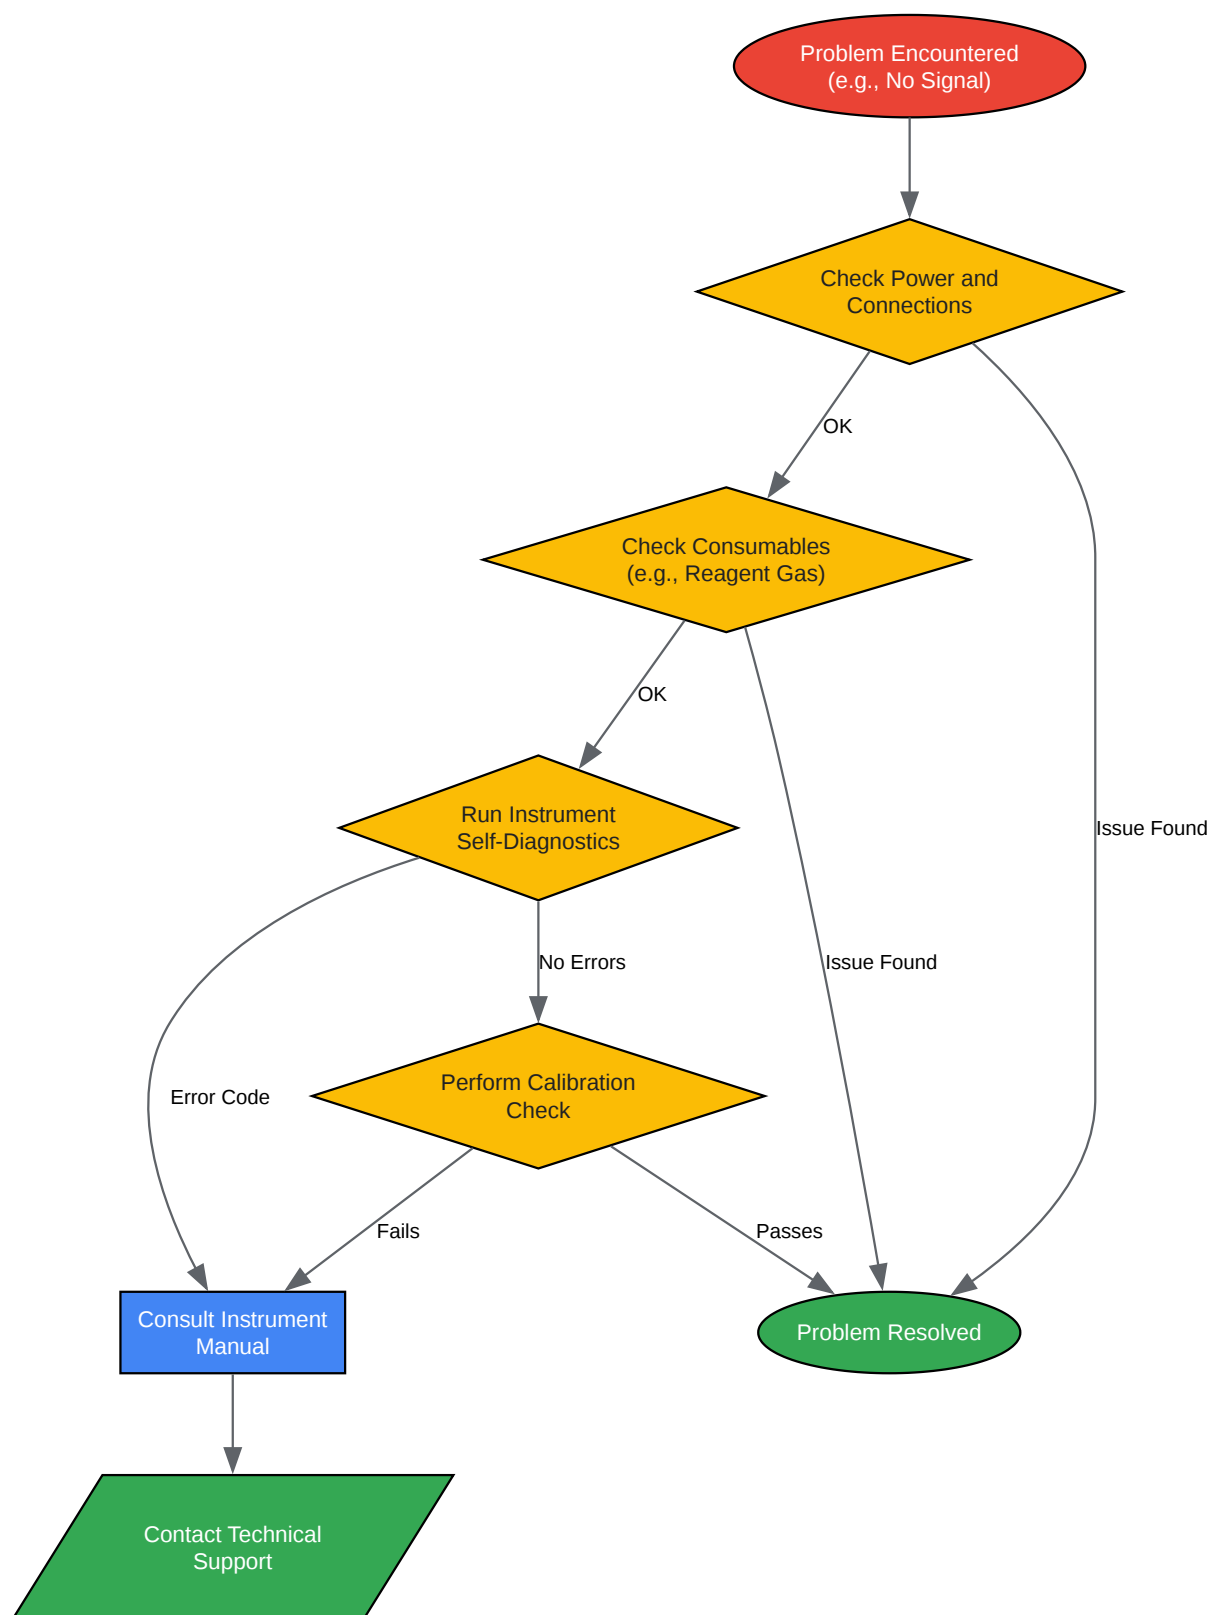 Problem Encountered
(e.g., No Signal)
Check Power and
Connections
OK
Check Consumables
(e.g., Reagent Gas)
OK
Run Instrument
Self-Diagnostics
Issue Found
No Errors
Issue Found
Perform Calibration
Check
Error Code
Fails
Passes
Consult Instrument
Manual
Problem Resolved
Contact Technical
Support